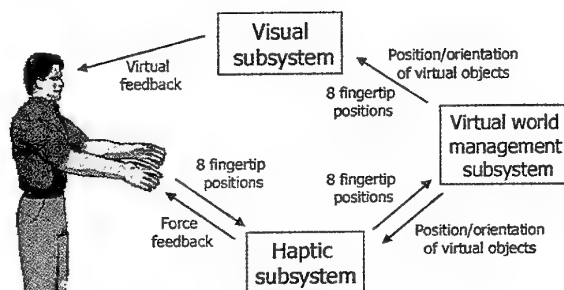 Visual
subsystem
Virtual
feedback
Position/orientation
of virtual objects
8 fingertip
positions
Virtual world
management
subsystem
8 fingertip
positions
8 fingertip
positions
Force
feedback
Position/orientation
of virtual objects
Haptic
subsystem